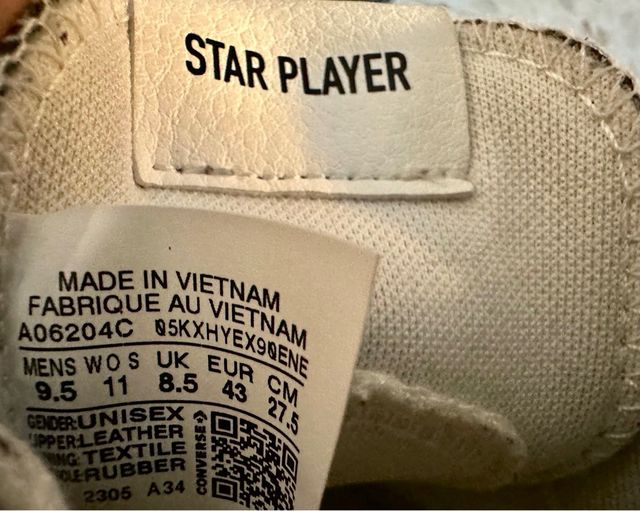 STAR PLAYER
MADE IN VIETNAM
FABRIQUE AU VIETNAM
A06204C 05KXHYEX90ENE
MENS WOS UK EUR CM
9.5 11 8.5 43 27.5
GENDER:UNISEX
UPPER:LEATHER
TEXTILE
RUBBER
2305 A34
CONVERSE